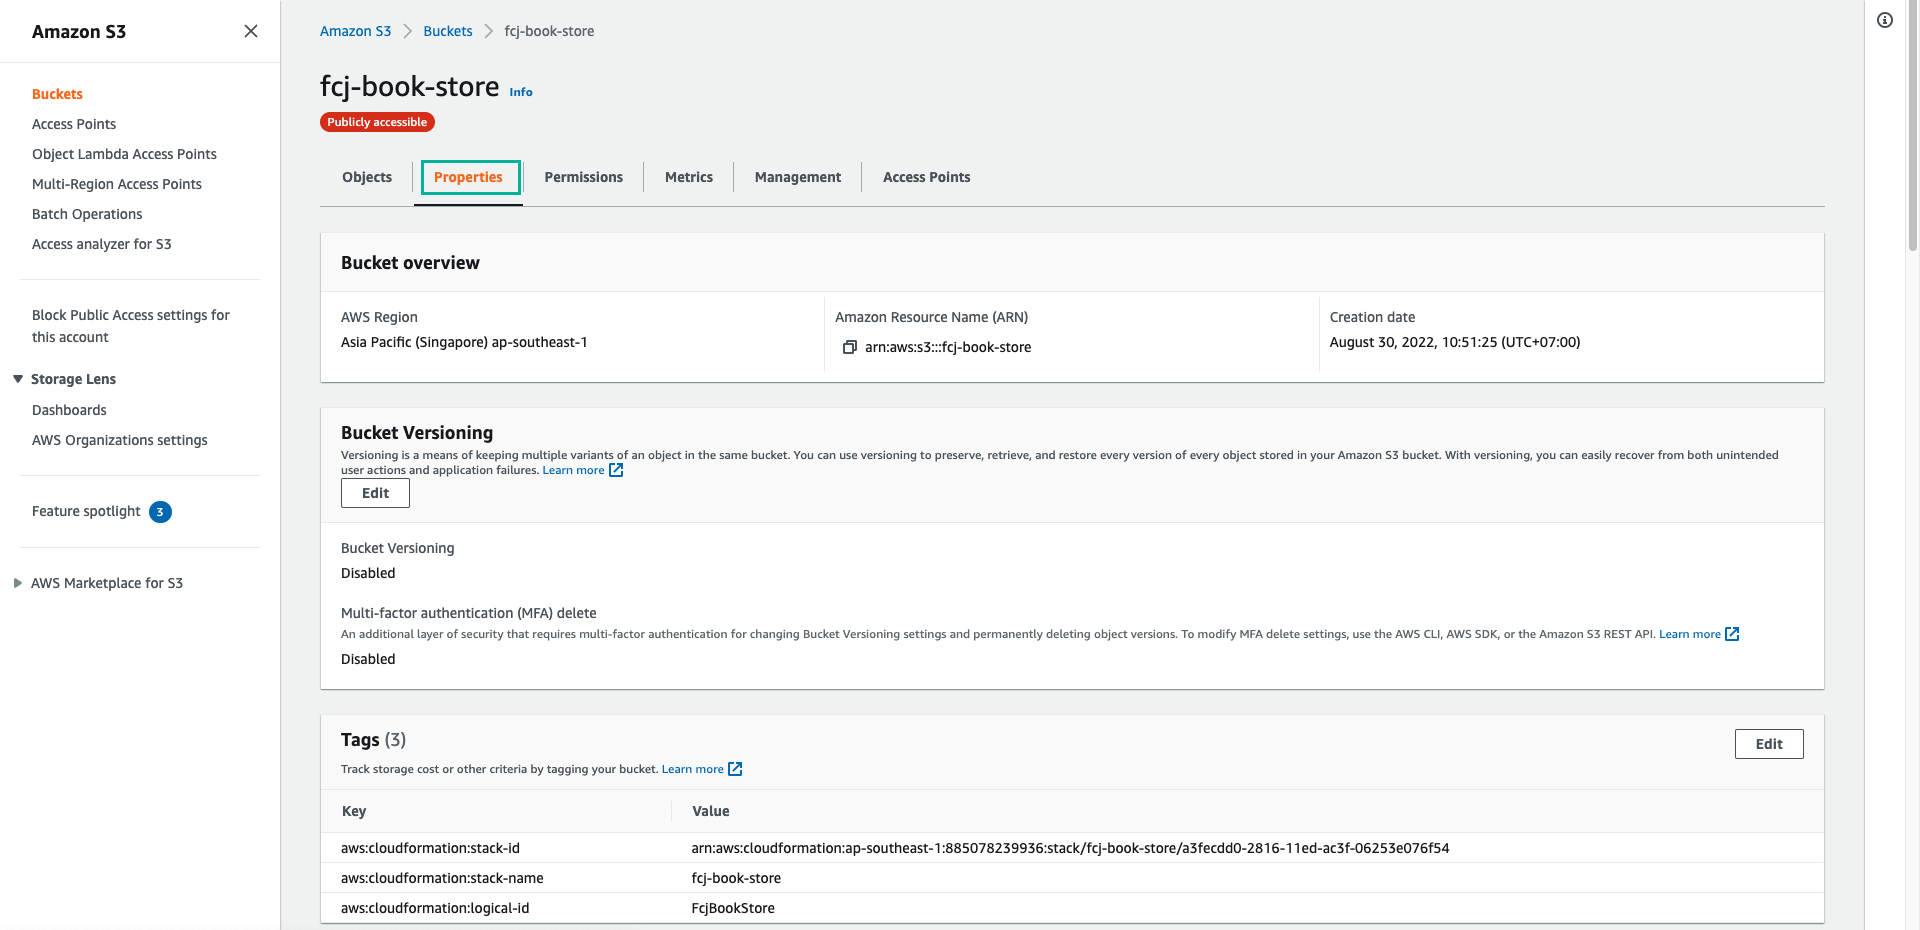 Amazon S3
Buckets
Access Points
Object Lambda Access Points
Multi-Region Access Points
Batch Operations
Access analyzer for S3
Block Public Access settings for
this account
Storage Lens
Dashboards
AWS Organizations settings
Feature spotlight 3
AWS Marketplace for S3
Amazon S3 Buckets fcj-book-store
fcj-book-store Info
Publicly accessible
Objects Properties Permissions Metrics Management Access Points
Bucket overview
AWS Region
Asia Pacific (Singapore) ap-southeast-1
Amazon Resource Name (ARN)
arn:aws:s3:::fcj-book-store
Creation date
August 30, 2022, 10:51:25 (UTC+07:00)
Bucket Versioning
Versioning is a means of keeping multiple variants of an object in the same bucket. You can use versioning to preserve, retrieve, and restore every version of every object stored in your Amazon S3 bucket. With versioning, you can easily recover from both unintended
user actions and application failures. Learn more
Edit
Bucket Versioning
Disabled
Multi-factor authentication (MFA) delete
An additional layer of security that requires multi-factor authentication for changing Bucket Versioning settings and permanently deleting object versions. To modify MFA delete settings, use the AWS CLI, AWS SDK, or the Amazon S3 REST API. Learn more
Disabled
Tags (3)
Edit
Track storage cost or other criteria by tagging your bucket. Learn more
Key Value
aws:cloudformation:stack-id arn:aws:cloudformation:ap-southeast-1:885078239936:stack/fcj-book-store/a3fecdd0-2816-11ed-ac3f-06253e076f54
aws:cloudformation:stack-name fcj-book-store
aws:cloudformation:logical-id FcjBookStore